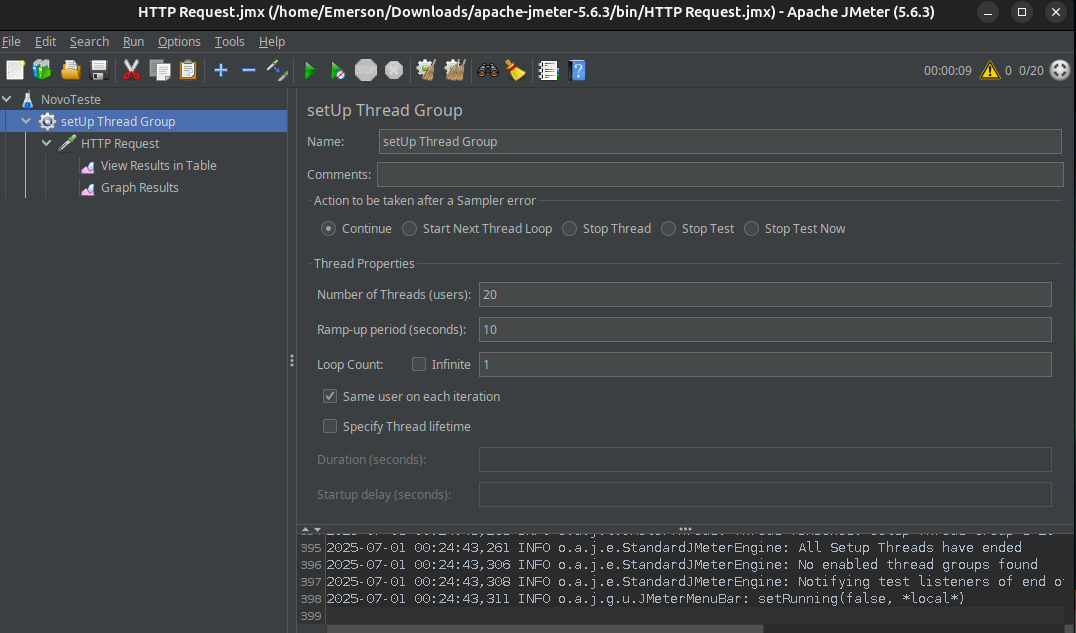 HTTP Request.jmx (/home/Emerson/Downloads/apache-jmeter-5.6.3/bin/HTTP Request.jmx) - Apache JMeter (5.6.3)
File Edit Search Run Options Tools Help
STOP
00:00:09 0 0/20
NovoTeste
setUp Thread Group
HTTP Request
View Results in Table
Graph Results
setUp Thread Group
Name: setUp Thread Group
Comments:
Action to be taken after a Sampler error
Continue Start Next Thread Loop Stop Thread Stop Test Stop Test Now
Thread Properties
Number of Threads (users): 20
Ramp-up period (seconds): 10
Loop Count: Infinite 1
Same user on each iteration
Specify Thread lifetime
Duration (seconds):
Startup delay (seconds):
395 2025-07-01 00:24:43,261 INFO o.a.j.e.StandardJMeterEngine: All Setup Threads have ended
396 2025-07-01 00:24:43,306 INFO o.a.j.e.StandardJMeterEngine: No enabled thread groups found
397 2025-07-01 00:24:43,308 INFO o.a.j.e.StandardJMeterEngine: Notifying test listeners of end of
398 2025-07-01 00:24:43,311 INFO o.a.j.g.u.JMeterMenuBar: setRunning(false, *local*)
399